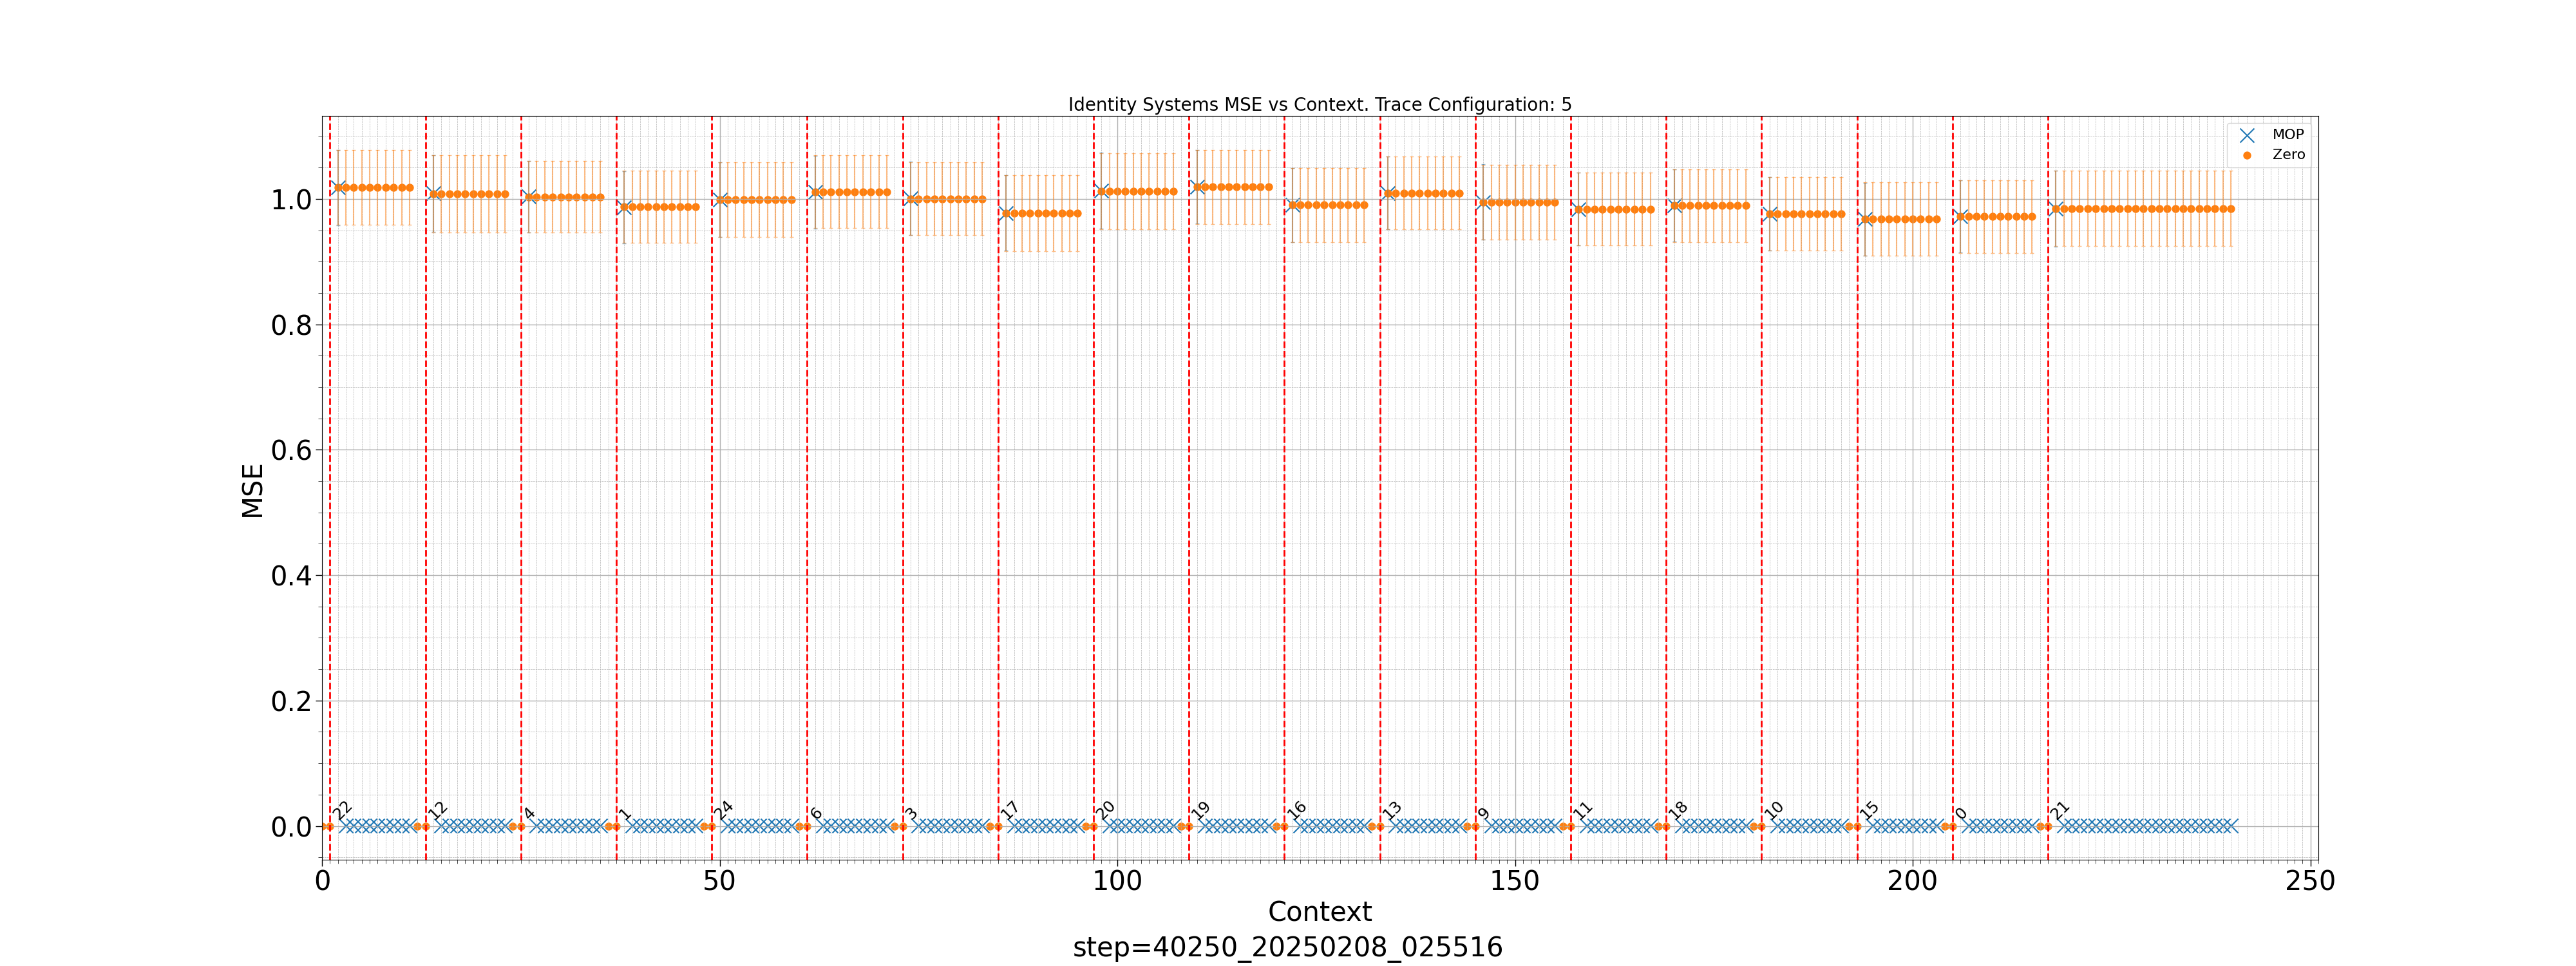 Identity Systems MSE vs Context. Trace Configuration: 5
MOP
Zero
1.0
0.8
0.6
0.4
0.2
0.0
MSE
22 12 4 1 24 6 3 17 20 19 16 13 9 11 18 10 15 0 21
0 50 100 150 200 250
Context
step=40250_20250208_025516